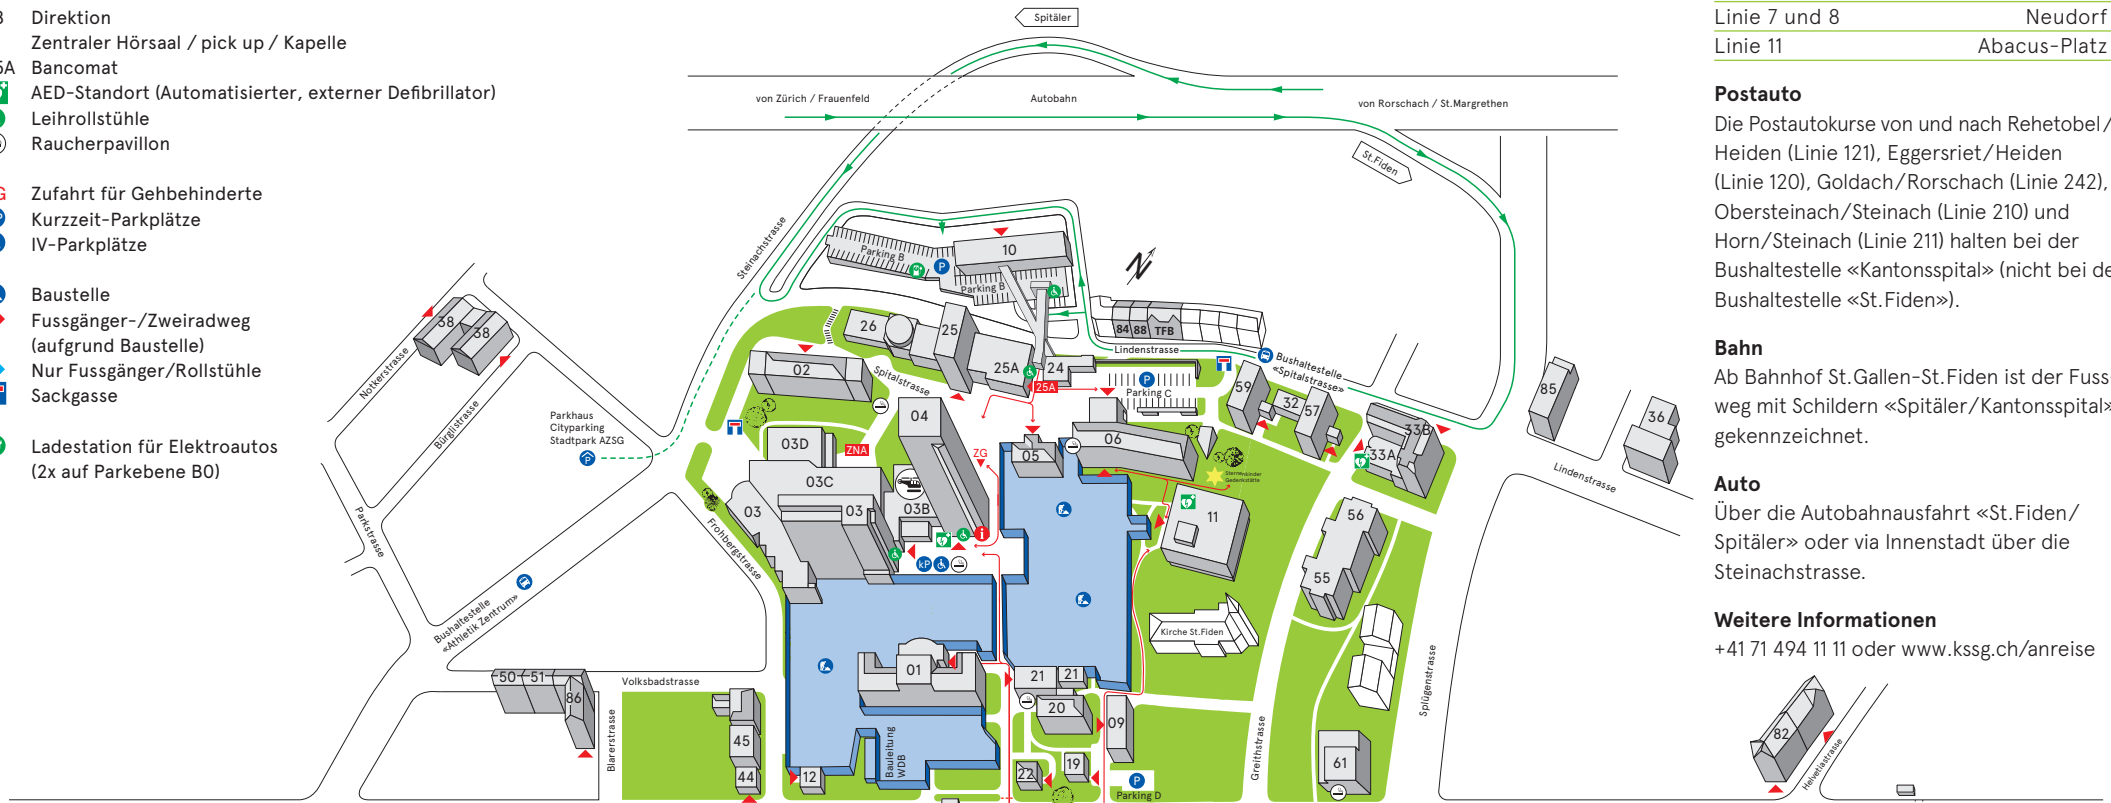 B Direktion
Zentraler Hörsaal / pick up / Kapelle
5A Bancomat
AED-Standort (Automatisierter, externer Defibrillator)
Leihrollstühle
Raucherpavillon
G Zufahrt für Gehbehinderte
Kurzzeit-Parkplätze
IV-Parkplätze
Baustelle
Fussgänger-/Zweiradweg
(aufgrund Baustelle)
Nur Fussgänger/Rollstühle
Sackgasse
Ladestation für Elektroautos
(2x auf Parkebene B0)
Spitäler
von Zürich / Frauenfeld
Autobahn
von Rorschach / St.Margrethen
St.Fiden
Steinachstrasse
Parking B
P
10
Parking B
N
38
38
Notkerstrasse
Bürglistrasse
Parkstrasse
26
25
25A
24
25A
02
Spitalstrasse
84
88
TFB
Lindenstrasse
Bushaltestelle
«Spitalstrasse»
P
Parking C
59
32
57
33B
33A
85
36
Lindenstrasse
Parkhaus
Cityparking
Stadtpark AZSG
P
04
03D
ZNA
03C
03
03
03B
ZG
05
06
Sternenkinder
Gedenkstätte
11
56
55
i
kP
Frohbergstrasse
Bushaltestelle
«Athletik Zentrum»
Kirche St.Fiden
01
21
21
20
09
50
51
86
Volksbadstrasse
Blarerstrasse
45
44
12
Bauleitung
WDB
22
19
P
Parking D
Greithstrasse
Splügenstrasse
61
82
Helvetiastrasse
Linie 7 und 8 Neudorf
Linie 11 Abacus-Platz
Postauto
Die Postautokurse von und nach Rehetobel/
Heiden (Linie 121), Eggersriet/Heiden
(Linie 120), Goldach/Rorschach (Linie 242),
Obersteinach/Steinach (Linie 210) und
Horn/Steinach (Linie 211) halten bei der
Bushaltestelle «Kantonsspital» (nicht bei de
Bushaltestelle «St.Fiden»).
Bahn
Ab Bahnhof St.Gallen-St.Fiden ist der Fuss-
weg mit Schildern «Spitäler/Kantonsspital»
gekennzeichnet.
Auto
Über die Autobahnausfahrt «St.Fiden/
Spitäler» oder via Innenstadt über die
Steinachstrasse.
Weitere Informationen
+41 71 494 11 11 oder www.kssg.ch/anreise